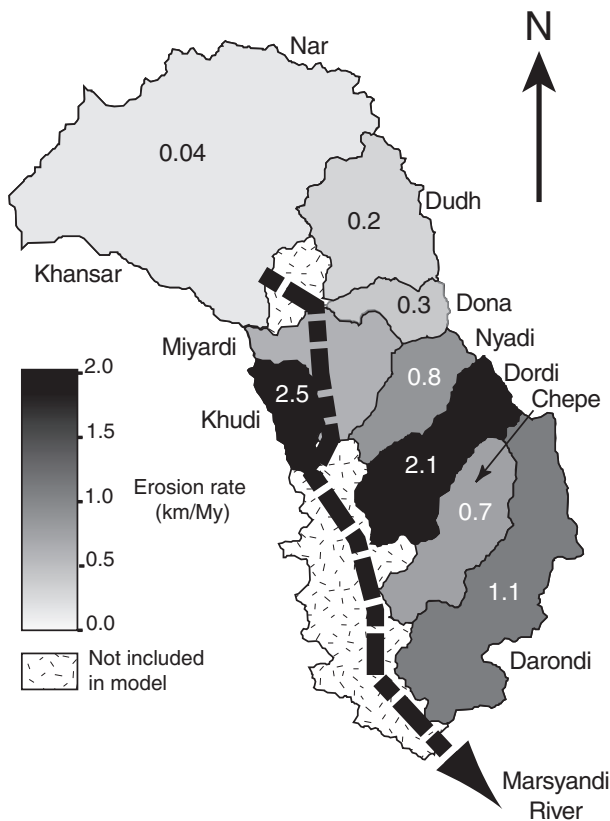 N
Nar
0.04
Dudh
0.2
Khansar
0.3
Dona
Miyardi
Nyadi
0.8
Dordi
2.5
Chepe
Khudi
2.1
0.7
2.0
1.5
1.0
0.5
0.0
Erosion rate
(km/My)
1.1
Not included
in model
Darondi
Marsyandi
River